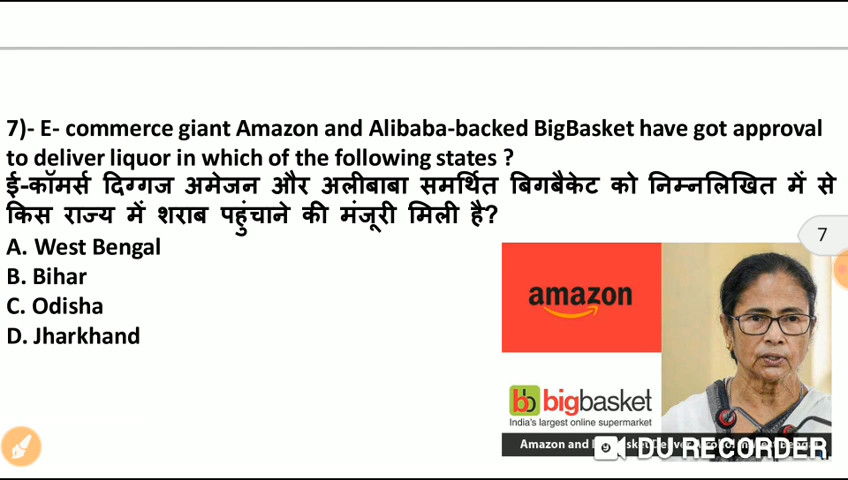 7)- E- commerce giant Amazon and Alibaba-backed BigBasket have got approval
to deliver liquor in which of the following states ?
ई-कॉमर्स दिग्गज अमेजन और अलीबाबा समर्थित बिगबैकेट को निम्नलिखित में से
किस राज्य में शराब पहुंचाने की मंजूरी मिली है?
7
A. West Bengal
B. Bihar
C. Odisha
D. Jharkhand
amazon
bb bigbasket
India's largest online supermarket
Amazon and
DU RECORDER